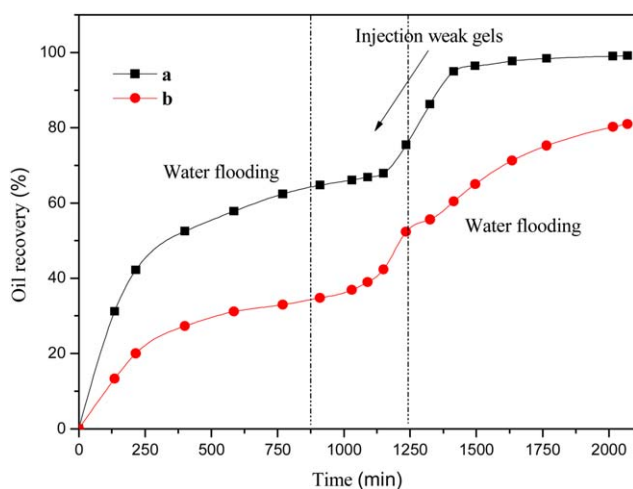 Injection weak gels
a
b
Water flooding
Water flooding
Oil recovery (%)
100
80
60
40
20
0
0 250 500 750 1000 1250 1500 1750 2000
Time (min)